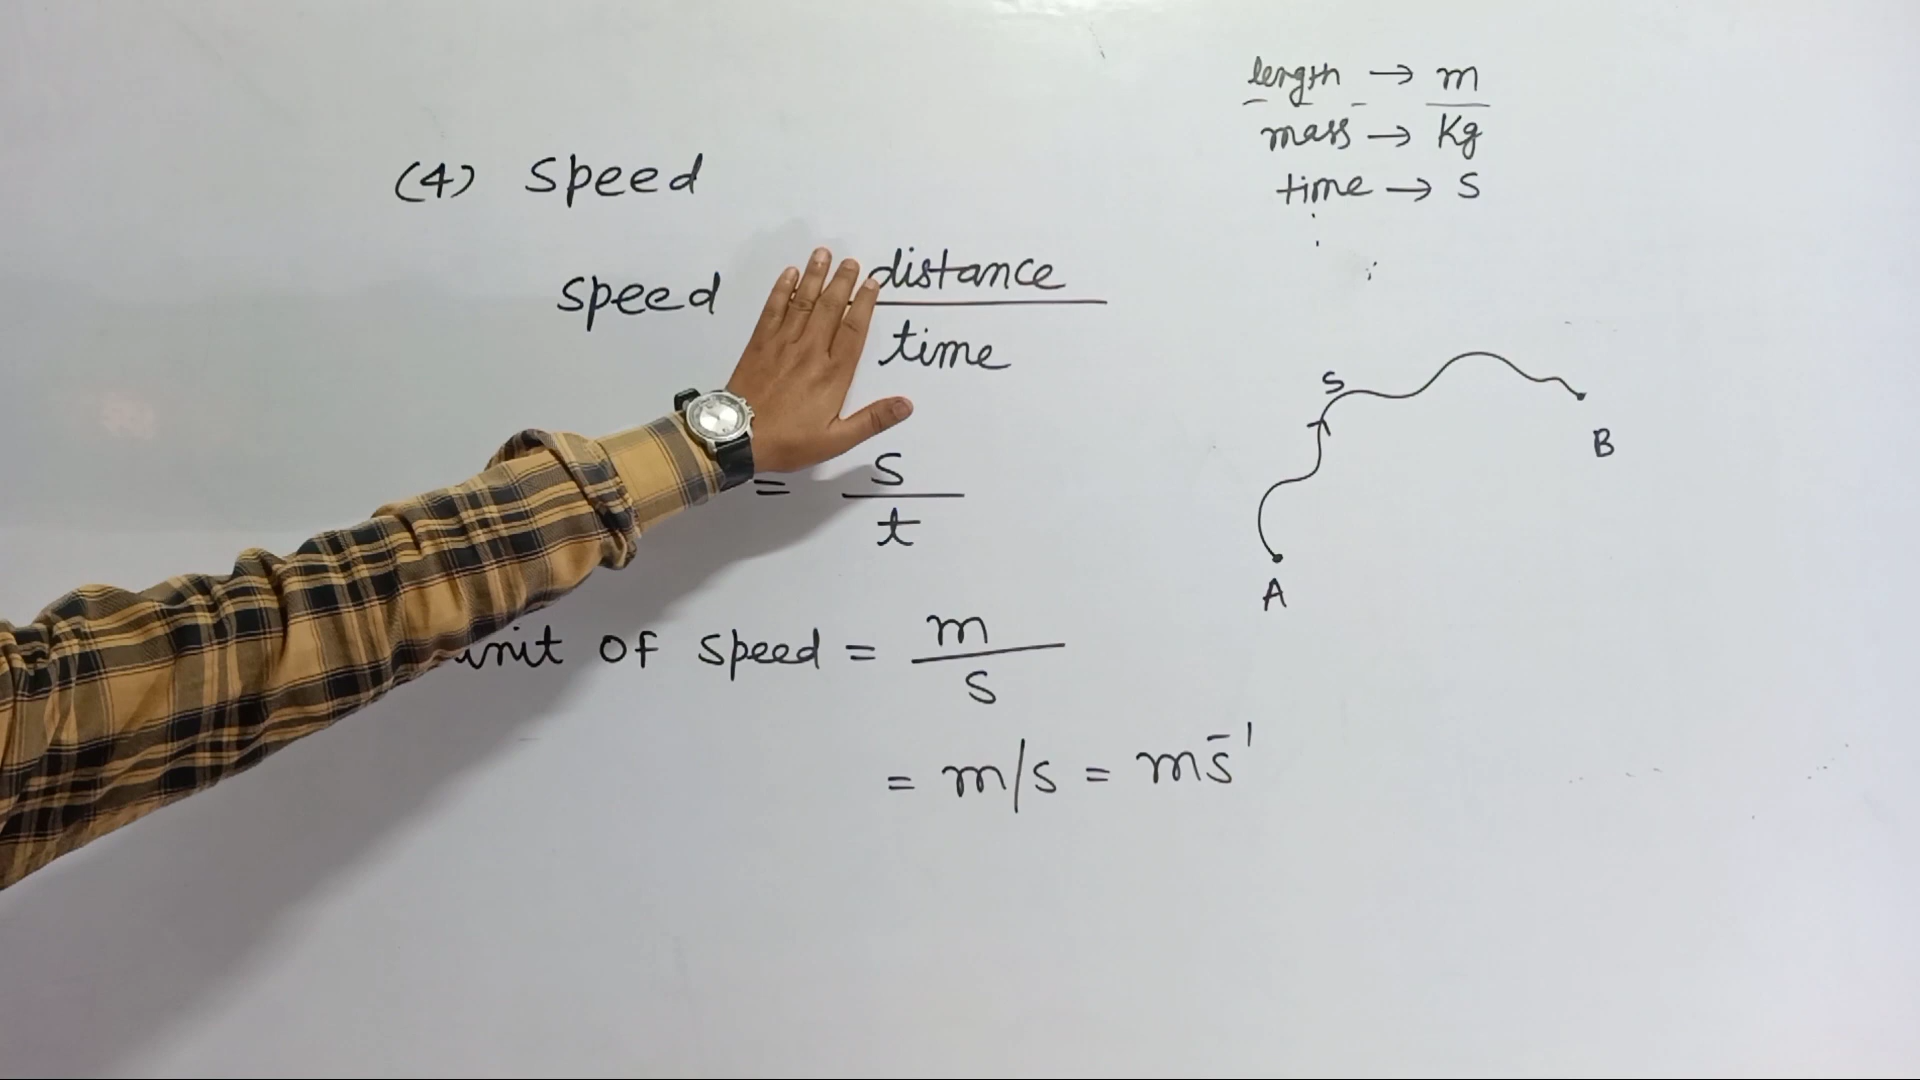 (4) Speed
speed distance
time
= s
t
unit of speed = m
s
= m/s = ms⁻¹
length → m
mass → Kg
time → s
S
B
A